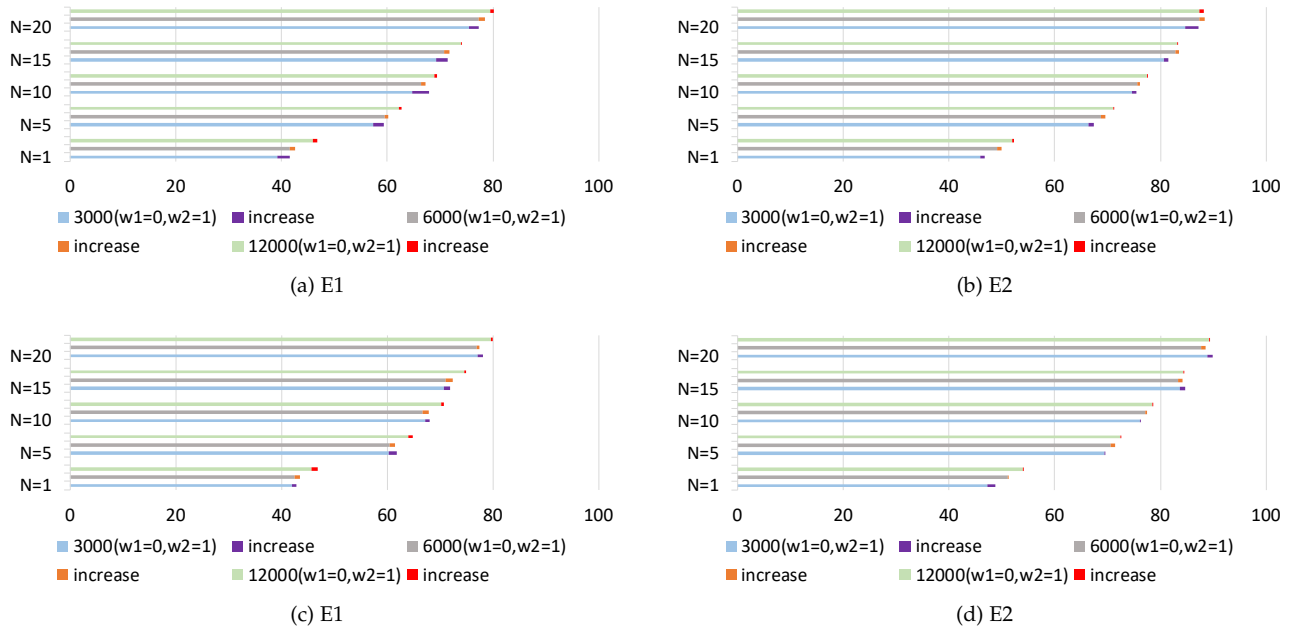 N=20
N=15
N=10
N=5
N=1
0 20 40 60 80 100
3000(w1=0,w2=1) increase 6000(w1=0,w2=1)
increase 12000(w1=0,w2=1) increase
(a) E1
N=20
N=15
N=10
N=5
N=1
0 20 40 60 80 100
3000(w1=0,w2=1) increase 6000(w1=0,w2=1)
increase 12000(w1=0,w2=1) increase
(b) E2
N=20
N=15
N=10
N=5
N=1
0 20 40 60 80 100
3000(w1=0,w2=1) increase 6000(w1=0,w2=1)
increase 12000(w1=0,w2=1) increase
(c) E1
N=20
N=15
N=10
N=5
N=1
0 20 40 60 80 100
3000(w1=0,w2=1) increase 6000(w1=0,w2=1)
increase 12000(w1=0,w2=1) increase
(d) E2